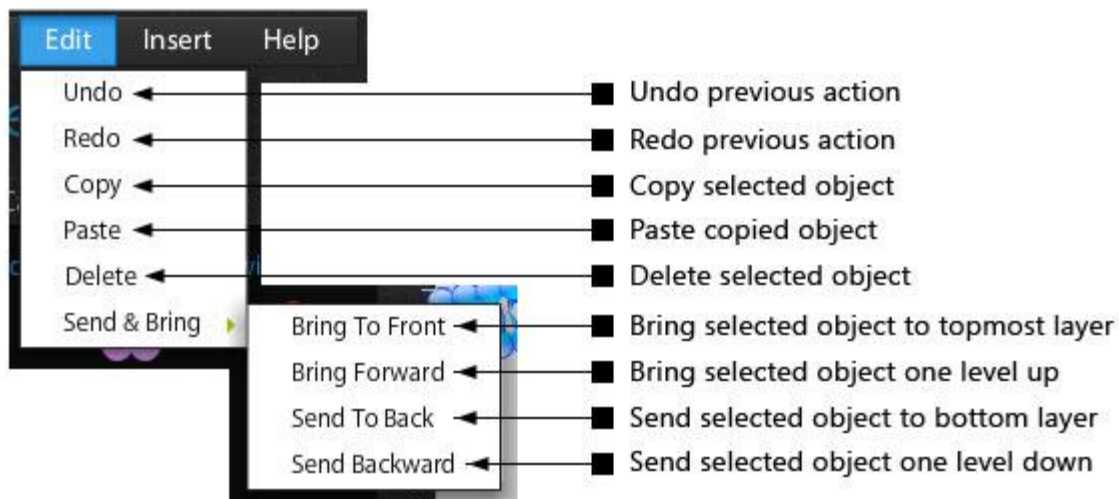 Edit Insert Help
Undo Undo previous action
Redo Redo previous action
Copy Copy selected object
Paste Paste copied object
Delete Delete selected object
Send & Bring Bring To Front Bring selected object to topmost layer
Bring Forward Bring selected object one level up
Send To Back Send selected object to bottom layer
Send Backward Send selected object one level down